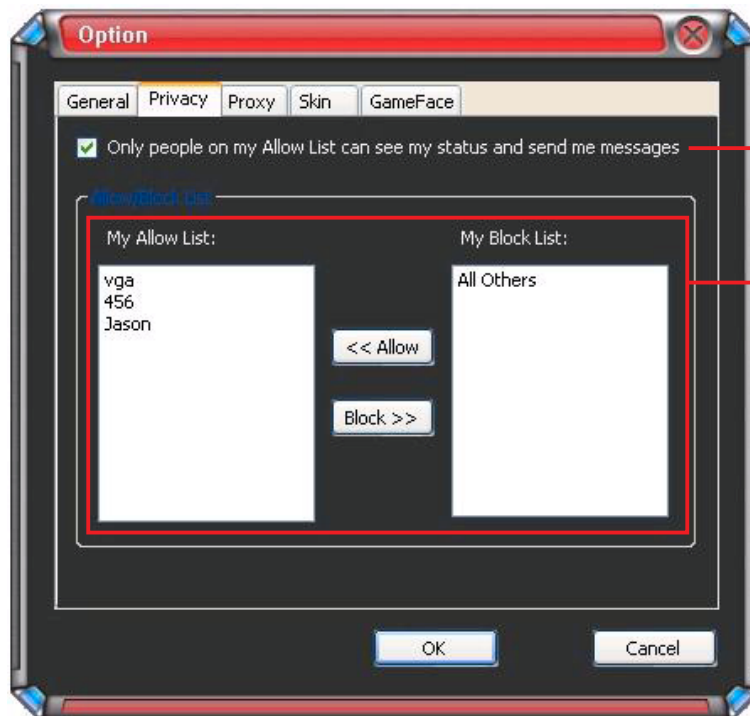 Option
General Privacy Proxy Skin GameFace
Only people on my Allow List can see my status and send me messages
Allow/Block List
My Allow List: My Block List:
vga All Others
456
Jason
<< Allow
Block >>
OK Cancel